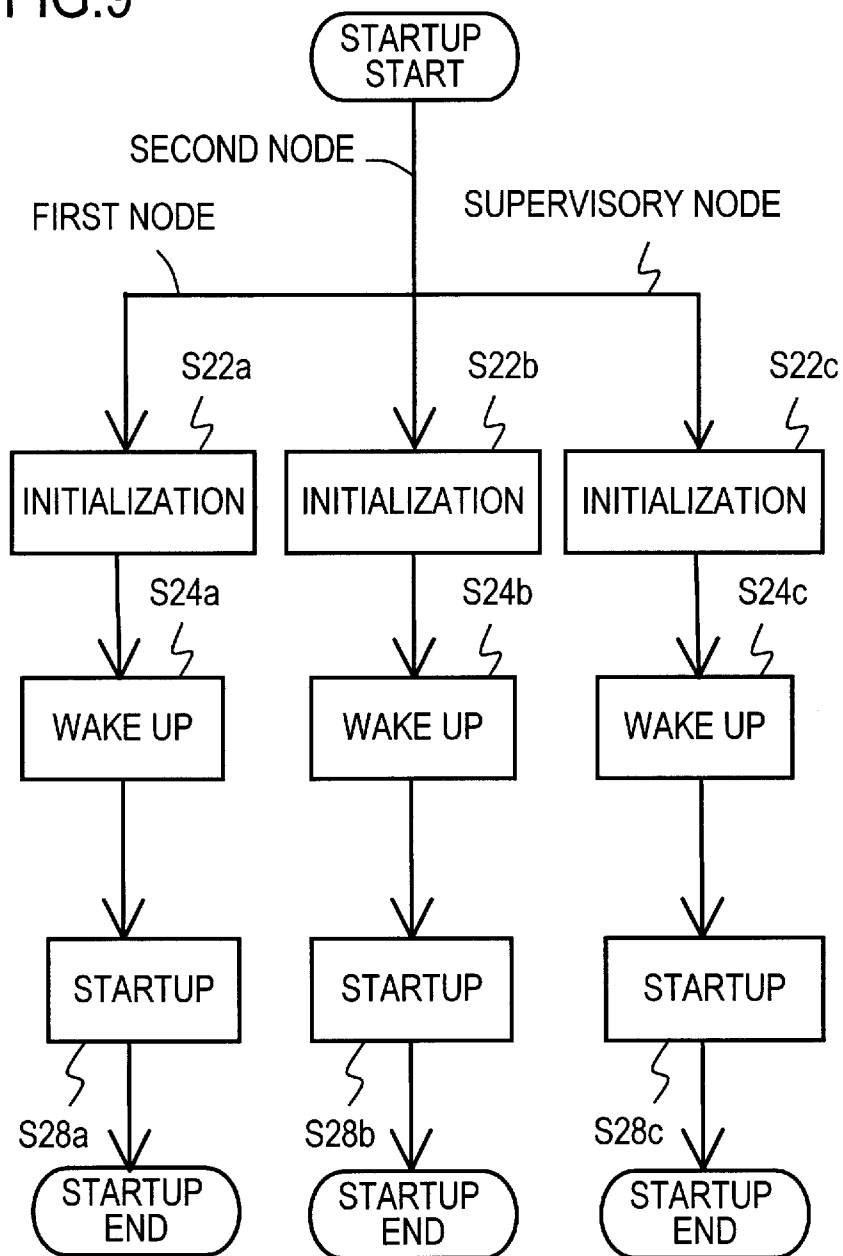 FIG.9
STARTUP
START
SECOND NODE
FIRST NODE
SUPERVISORY NODE
S22a
S22b
S22c
INITIALIZATION
INITIALIZATION
INITIALIZATION
S24a
S24b
S24c
WAKE UP
WAKE UP
WAKE UP
STARTUP
STARTUP
STARTUP
S28a
S28b
S28c
STARTUP
END
STARTUP
END
STARTUP
END